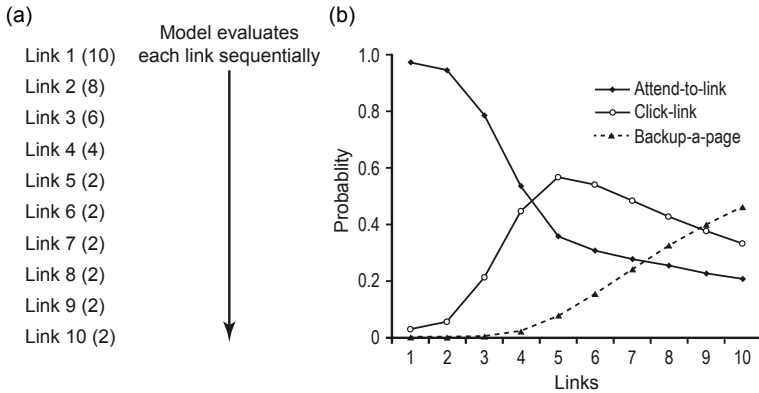 (a)
Model evaluates
each link sequentially
Link 1 (10)
Link 2 (8)
Link 3 (6)
Link 4 (4)
Link 5 (2)
Link 6 (2)
Link 7 (2)
Link 8 (2)
Link 9 (2)
Link 10 (2)
(b)
1.0
0.8
0.6
0.4
0.2
0
Probablity
Attend-to-link
Click-link
Backup-a-page
1 2 3 4 5 6 7 8 9 10
Links